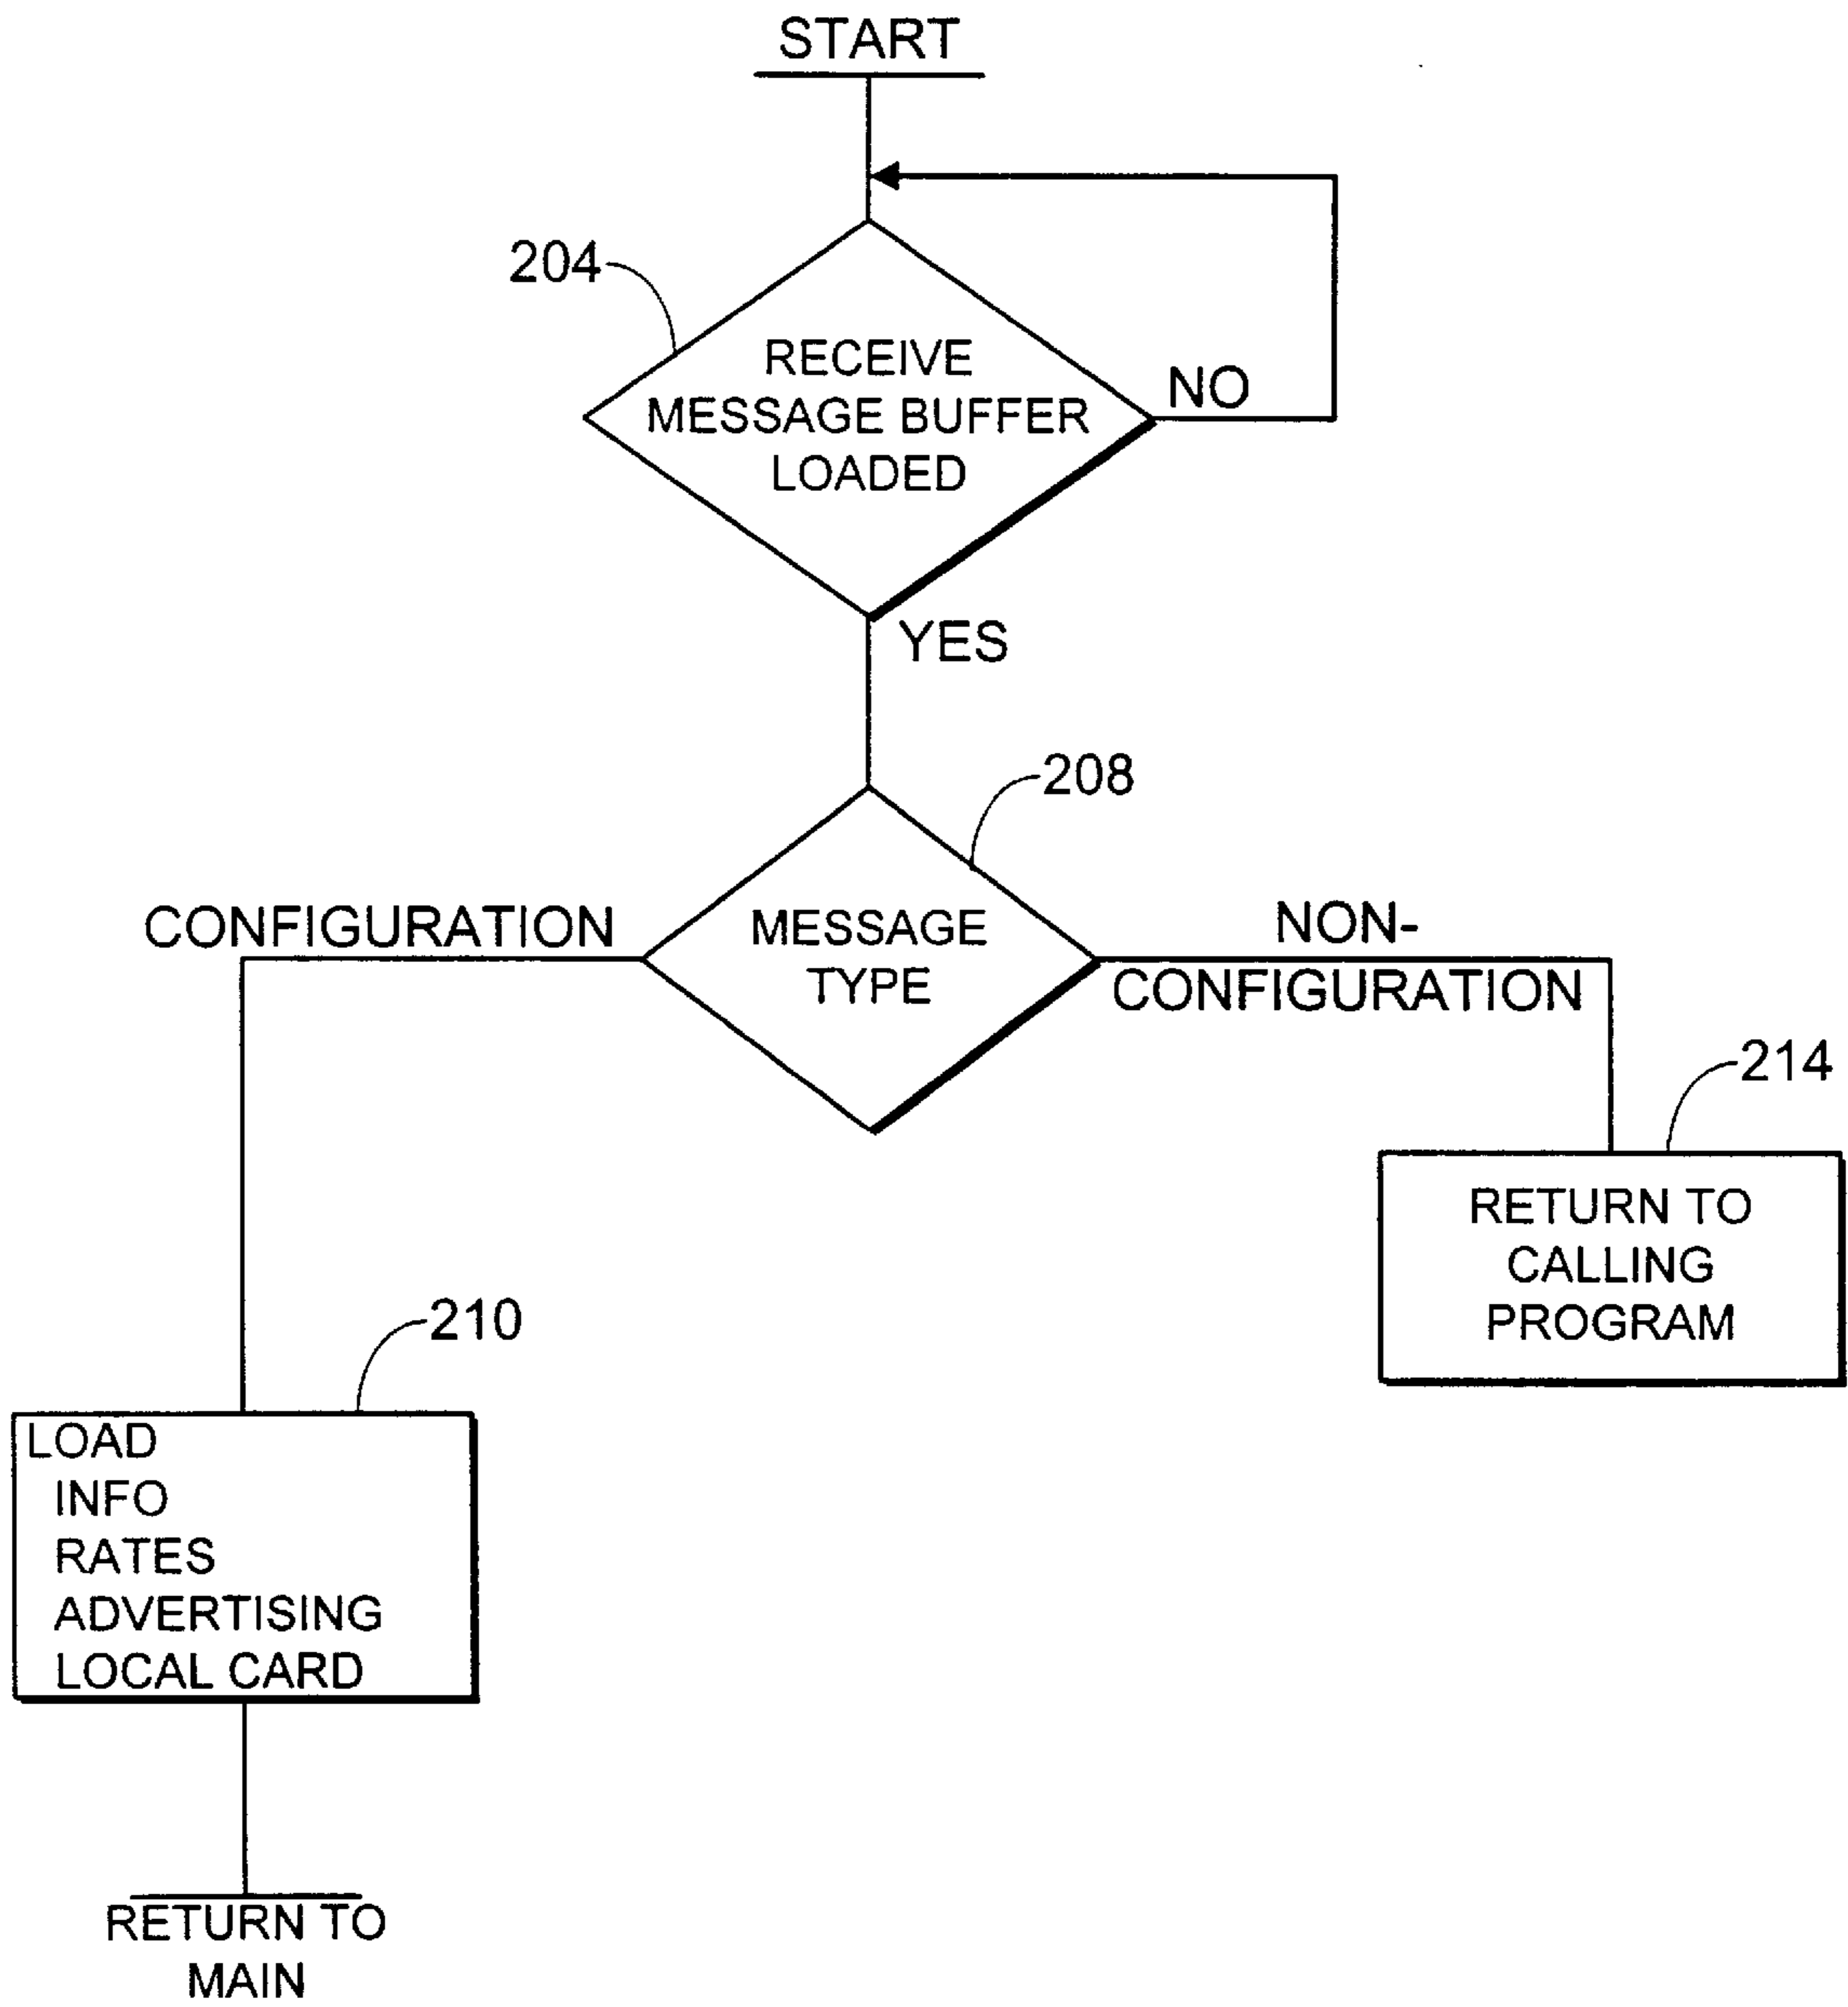 START
204
RECEIVE
MESSAGE BUFFER
LOADED
NO
YES
208
CONFIGURATION
MESSAGE
TYPE
NON-
CONFIGURATION
214
RETURN TO
CALLING
PROGRAM
210
LOAD
INFO
RATES
ADVERTISING
LOCAL CARD
RETURN TO
MAIN